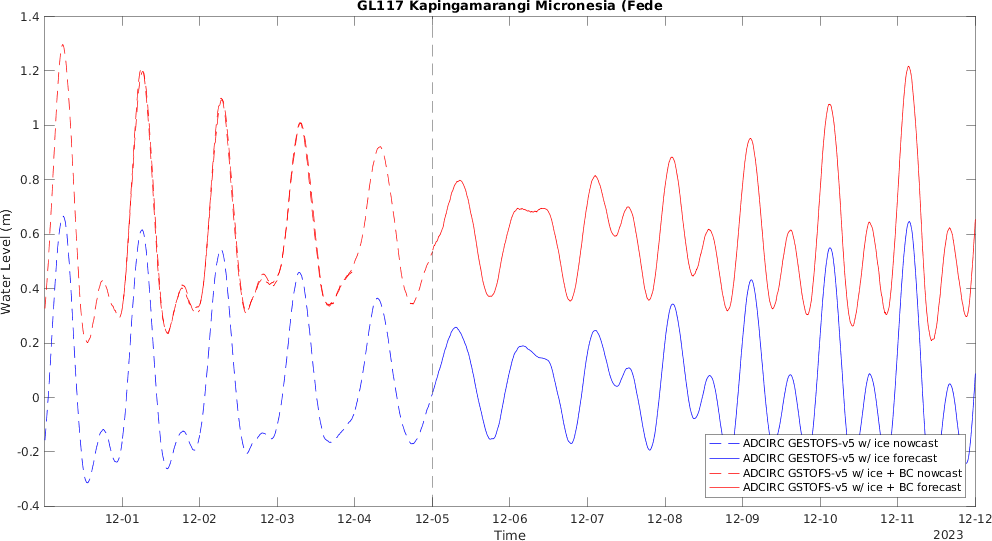 GL117 Kapingamarangi Micronesia (Fede
Water Level (m)
1.4
1.2
1
0.8
0.6
0.4
0.2
0
-0.2
-0.4
12-01 12-02 12-03 12-04 12-05 12-06 12-07 12-08 12-09 12-10 12-11 12-12
Time
2023
ADCIRC GESTOFS-v5 w/ ice nowcast
ADCIRC GESTOFS-v5 w/ ice forecast
ADCIRC GSTOFS-v5 w/ ice + BC nowcast
ADCIRC GSTOFS-v5 w/ ice + BC forecast